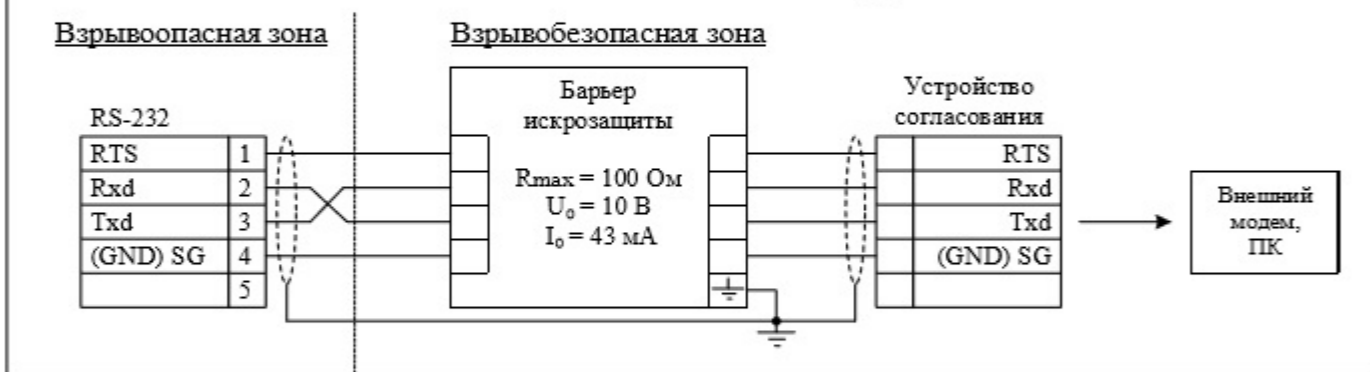 Взрывоопасная зона
Взрывобезопасная зона
RS-232
RTS 1
Rxd 2
Txd 3
(GND) SG 4
5
Барьер
искрозащиты
Rmax = 100 Ом
U₀ = 10 В
I₀ = 43 мА
Устройство
согласования
RTS
Rxd
Txd
(GND) SG
Внешний
модем,
ПК